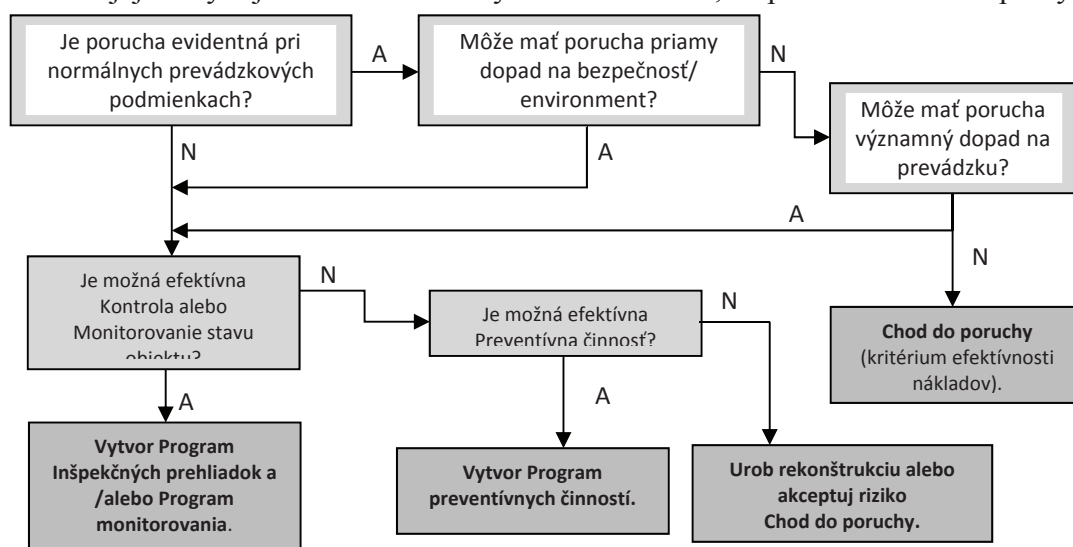 Je porucha evidentná pri
normálnych prevádzkových
podmienkach?
A
Môže mať porucha priamy
dopad na bezpečnosť/
environment?
N
Môže mať porucha
významný dopad na
prevádzku?
N
A
A
N
Je možná efektívna
Kontrola alebo
Monitorovanie stavu
objektu?
N
Je možná efektívna
Preventívna činnosť?
N
Chod do poruchy
(kritérium efektívnosti
nákladov).
A
A
Vytvor Program
Inšpekčných prehliadok a
/alebo Program
monitorovania.
Vytvor Program
preventívnych činností.
Urob rekonštrukciu alebo
akceptuj riziko
Chod do poruchy.